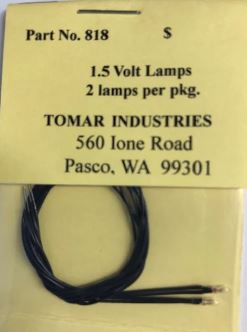 Part No. 818 $
1.5 Volt Lamps
2 lamps per pkg.
TOMAR INDUSTRIES
560 Ione Road
Pasco, WA 99301